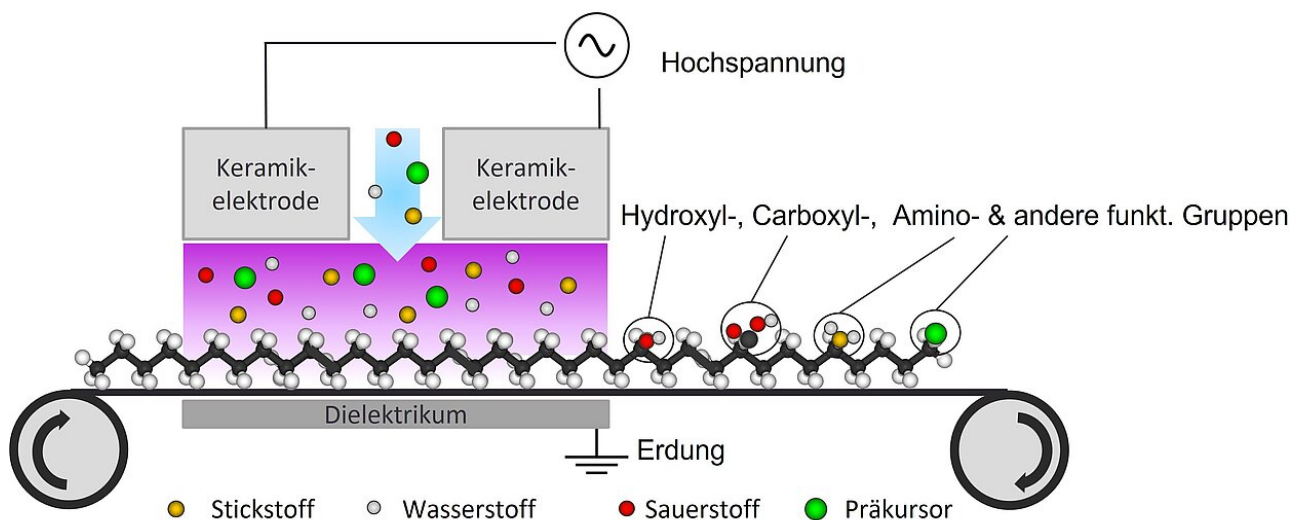 Hochspannung
Keramik-
elektrode
Keramik-
elektrode
Hydroxyl-, Carboxyl-, Amino- & andere funkt. Gruppen
Dielektrikum
Erdung
Stickstoff
Wasserstoff
Sauerstoff
Präkursor